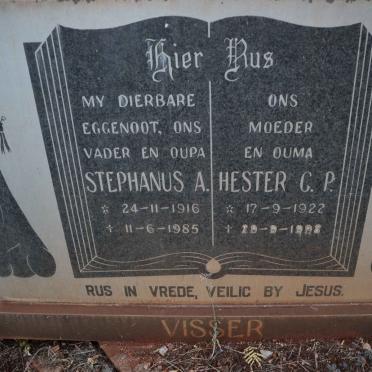 Hier Rus
MY DIERBARE
EGGENOOT, ONS
VADER EN OUPA
STEPHANUS A.
☆ 24-11-1916
† 11-6-1985
ONS
MOEDER
EN OUMA
HESTER C. P.
☆ 17-9-1922
†
RUS IN VREDE, VEILIG BY JESUS.
VISSER